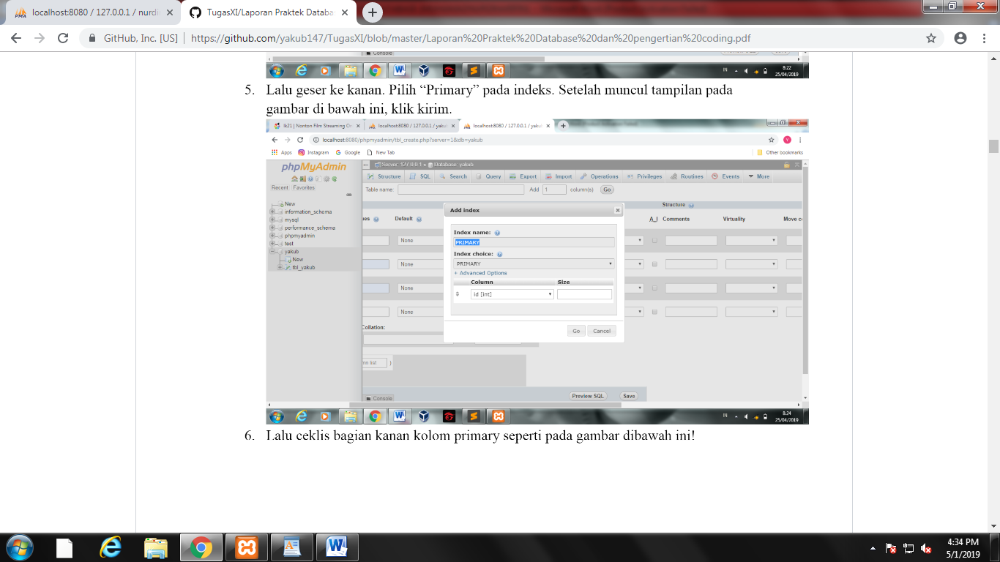 localhost:8080 / 127.0.0.1 / nurdi
TugasXI/Laporan Praktek Databa
GitHub, Inc. [US] https://github.com/yakub147/TugasXI/blob/master/Laporan%20Praktek%20Database%20dan%20pengertian%20coding.pdf
Console
IN 8:22
25/04/2019
5. Lalu geser ke kanan. Pilih “Primary” pada indeks. Setelah muncul tampilan pada
gambar di bawah ini, klik kirim.
lk21 | Nonton Film Streaming On localhost:8080 / 127.0.0.1 / yaku localhost:8080 / 127.0.0.1 / yaku
localhost:8080/phpmyadmin/tbl_create.php?server=1&db=yakub
Apps Instagram Google New Tab Other bookmarks
phpMyAdmin
Server: 127.0.0.1 » Database: yakub
Structure SQL Search Query Export Import Operations Privileges Routines Events More
Recent Favorites
Table name: Add 1 column(s) Go
New
information_schema
mysql
performance_schema
phpmyadmin
test
yakub
New
tbl_yakub
Structure
ues Default A_I Comments Virtuality Move co
None
None
None
None
Collation:
mn list )
Add index
Index name:
PRIMARY
Index choice:
PRIMARY
+ Advanced Options
Column Size
id [int]
Go Cancel
Preview SQL Save
Console
IN 8:24
25/04/2019
6. Lalu ceklis bagian kanan kolom primary seperti pada gambar dibawah ini!
4:34 PM
5/1/2019